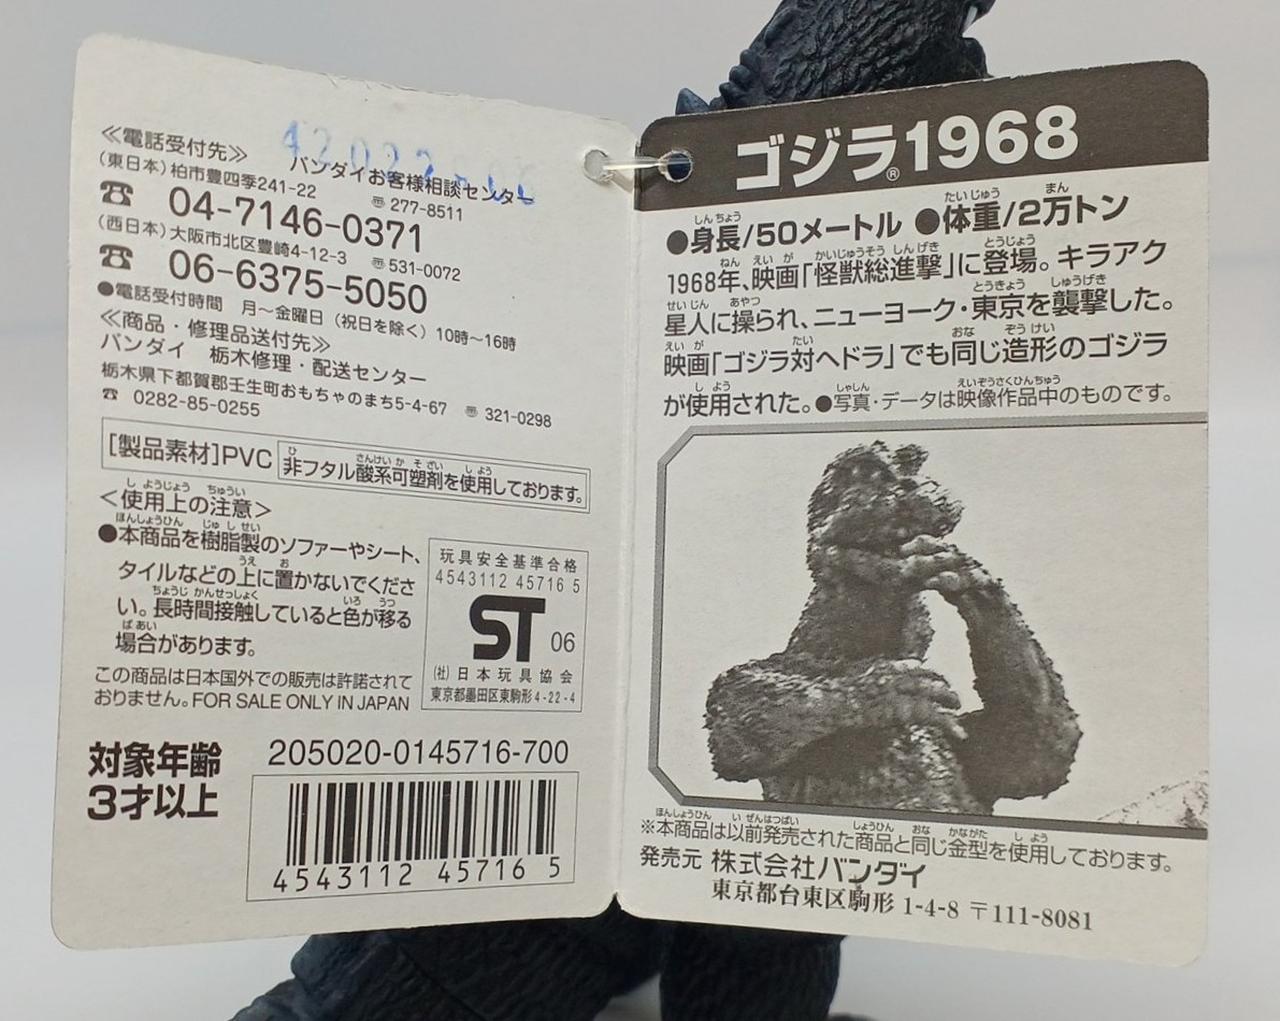 ≪電話受付先≫
バンダイお客様相談センター
(東日本)柏市豊四季241-22 〠277-8511
☎ 04-7146-0371
(西日本)大阪市北区豊崎4-12-3 〠531-0072
☎ 06-6375-5050
●電話受付時間 月~金曜日(祝日を除く)10時~16時
≪商品・修理品送付先≫
バンダイ 栃木修理・配送センター
栃木県下都賀郡壬生町おもちゃのまち5-4-67 〠321-0298
☎ 0282-85-0255
[製品素材]PVC 非フタル酸系可塑剤を使用しております。
<使用上の注意>
●本商品を樹脂製のソファーやシート、
タイルなどの上に置かないでくださ
い。長時間接触していると色が移る
場合があります。
この商品は日本国外での販売は許諾されて
おりません。FOR SALE ONLY IN JAPAN
玩具安全基準合格
4543112 45716 5
ST 06
(社)日本玩具協会
東京都墨田区東駒形4-22-4
対象年齢
3才以上
205020-0145716-700
4543112 45716 5
ゴジラ®1968
●身長/50メートル ●体重/2万トン
1968年、映画「怪獣総進撃」に登場。キラアク
星人に操られ、ニューヨーク・東京を襲撃した。
映画「ゴジラ対ヘドラ」でも同じ造形のゴジラ
が使用された。●写真・データは映像作品中のものです。
※本商品は以前発売された商品と同じ金型を使用しております。
発売元 株式会社バンダイ
東京都台東区駒形 1-4-8 〒111-8081